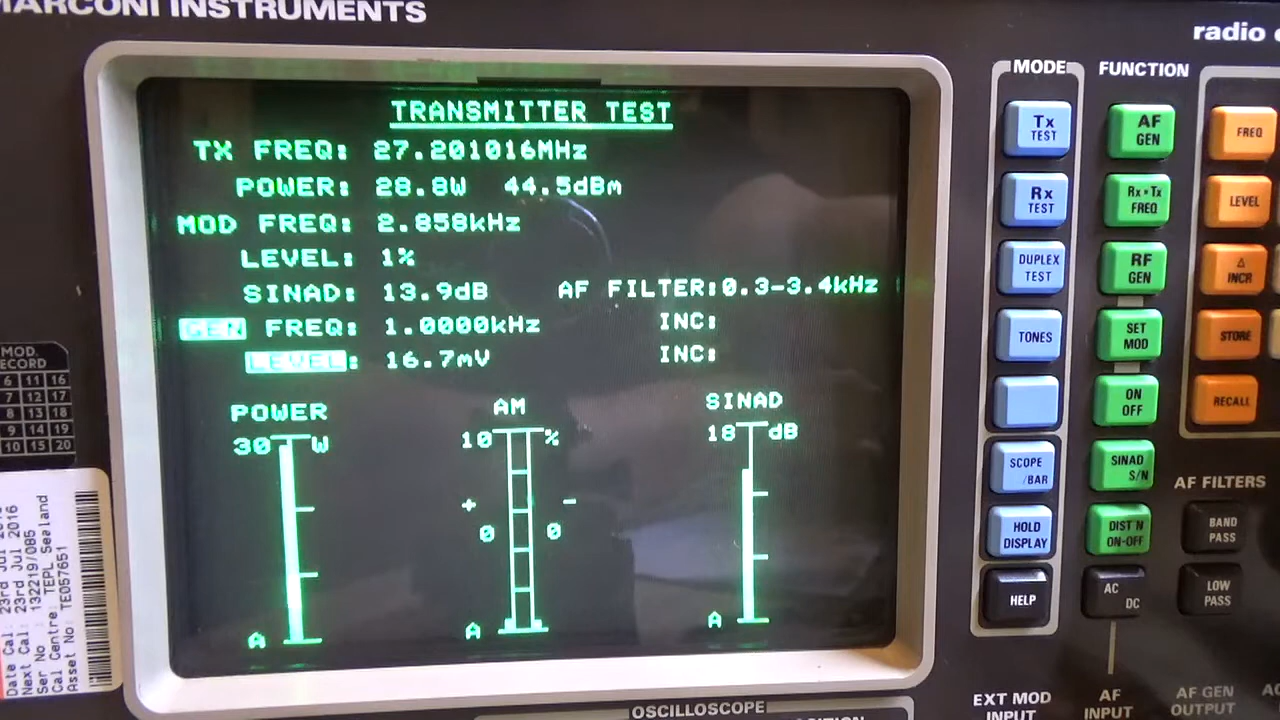 MARCONI INSTRUMENTS
radio
TRANSMITTER TEST
TX FREQ: 27.201016MHz
POWER: 28.8W 44.5dBm
MOD FREQ: 2.858kHz
LEVEL: 1%
SINAD: 13.9dB AF FILTER:0.3-3.4kHz
GEN FREQ: 1.0000kHz INC:
LEVEL: 16.7mV INC:
POWER
30 W
A
AM
10 %
+ -
0 0
A
SINAD
18 dB
A
MODE
Tx
TEST
Rx
TEST
DUPLEX
TEST
TONES
SCOPE
/BAR
HOLD
DISPLAY
HELP
FUNCTION
AF
GEN
Rx=Tx
FREQ
RF
GEN
SET
MOD
ON
OFF
SINAD
S/N
DIST'N
ON-OFF
AC
DC
FREQ
LEVEL
Δ
INCR
STORE
RECALL
AF FILTERS
BAND
PASS
LOW
PASS
EXT MOD
INPUT
AF
INPUT
AF GEN
OUTPUT
OSCILLOSCOPE
MOD.
RECORD
6 11 16
7 12 17
8 13 18
9 14 19
10 15 20
Date Cal: 23rd Jul
Next Cal: 23rd Jul 2016
Ser No: 132219/085
Cal Centre: TEPL Sealand
Asset No: TE057651